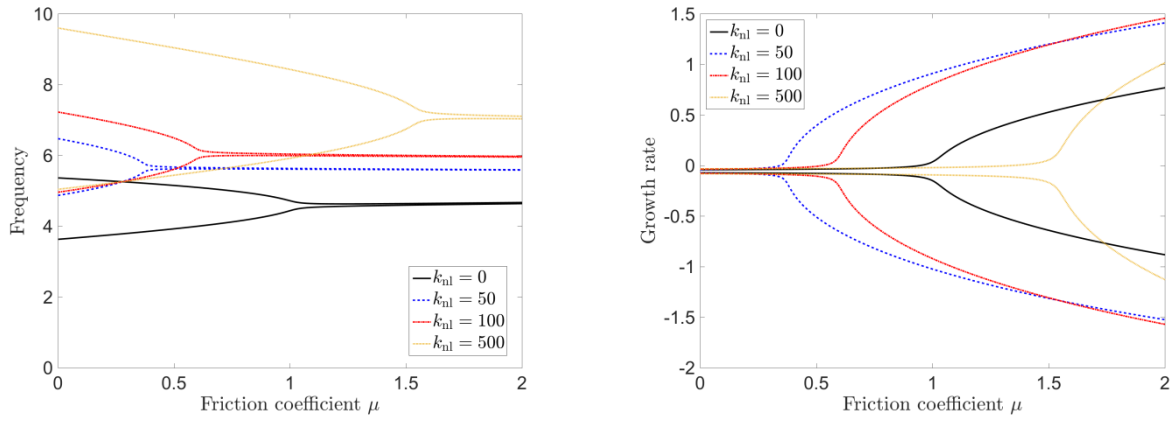 10
8
6
4
2
0
Frequency
0
0.5
1
1.5
2
Friction coefficient μ
k_nl = 0
k_nl = 50
k_nl = 100
k_nl = 500
1.5
1
0.5
0
-0.5
-1
-1.5
-2
Growth rate
0
0.5
1
1.5
2
Friction coefficient μ
k_nl = 0
k_nl = 50
k_nl = 100
k_nl = 500